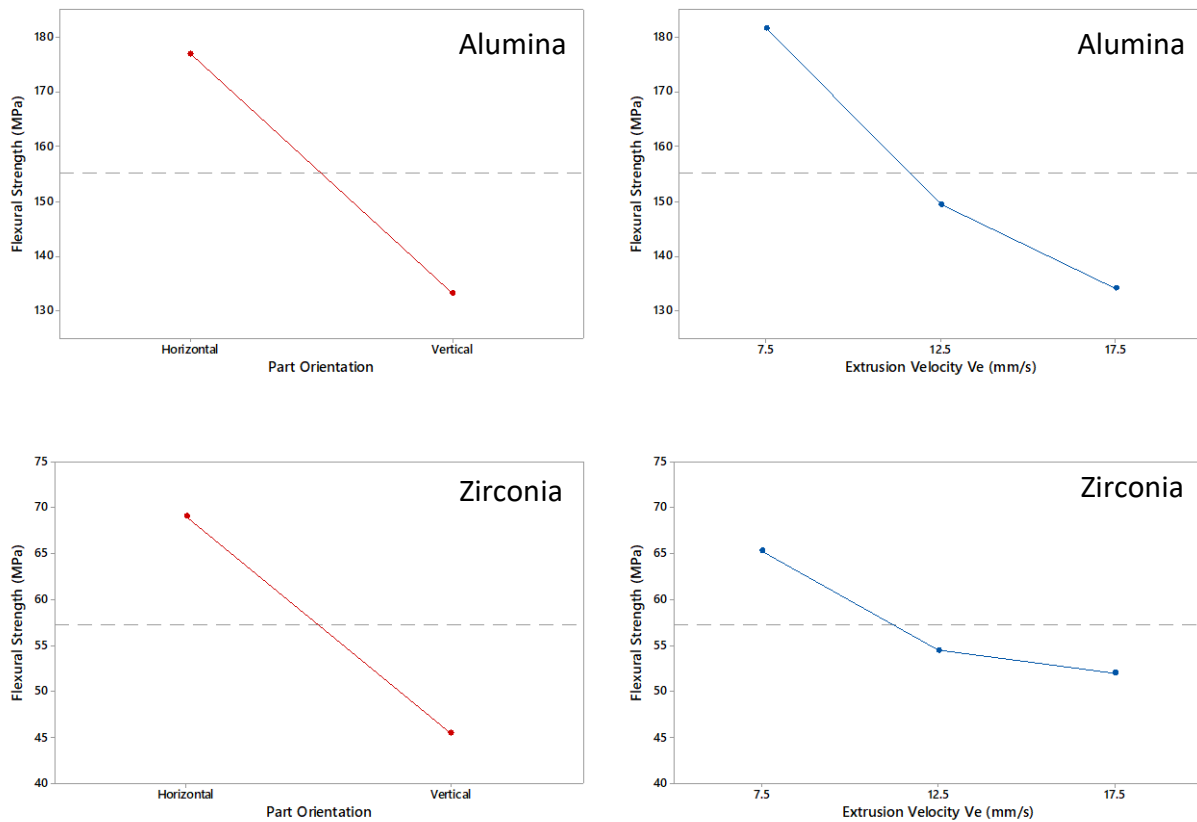 Alumina
Flexural Strength (MPa)
180
170
160
150
140
130
Horizontal Vertical
Part Orientation
Alumina
Flexural Strength (MPa)
180
170
160
150
140
130
7.5 12.5 17.5
Extrusion Velocity Ve (mm/s)
Zirconia
Flexural Strength (MPa)
75
70
65
60
55
50
45
40
Horizontal Vertical
Part Orientation
Zirconia
Flexural Strength (MPa)
75
70
65
60
55
50
45
40
7.5 12.5 17.5
Extrusion Velocity Ve (mm/s)